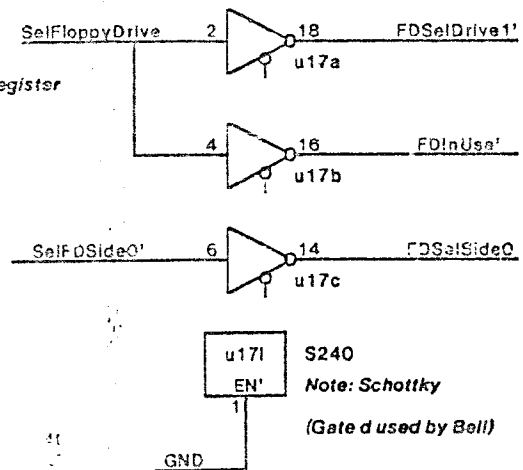 SelFloppyDrive 2 18 FDSelDrive1'
u17a
egister
4 16 FDInUse'
u17b
SelFDSide0' 6 14 FDSelSide0
u17c
u17l S240
EN' Note: Schottky
1
(Gate d used by Bell)
GND